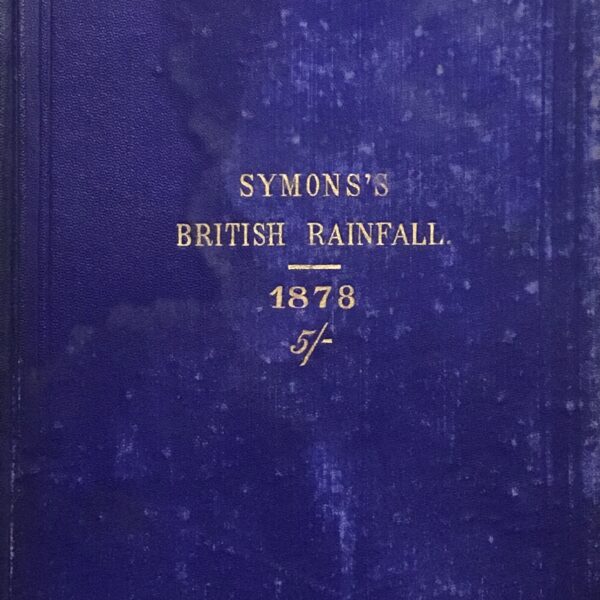 SYMONS'S
BRITISH RAINFALL.
1878
5/-